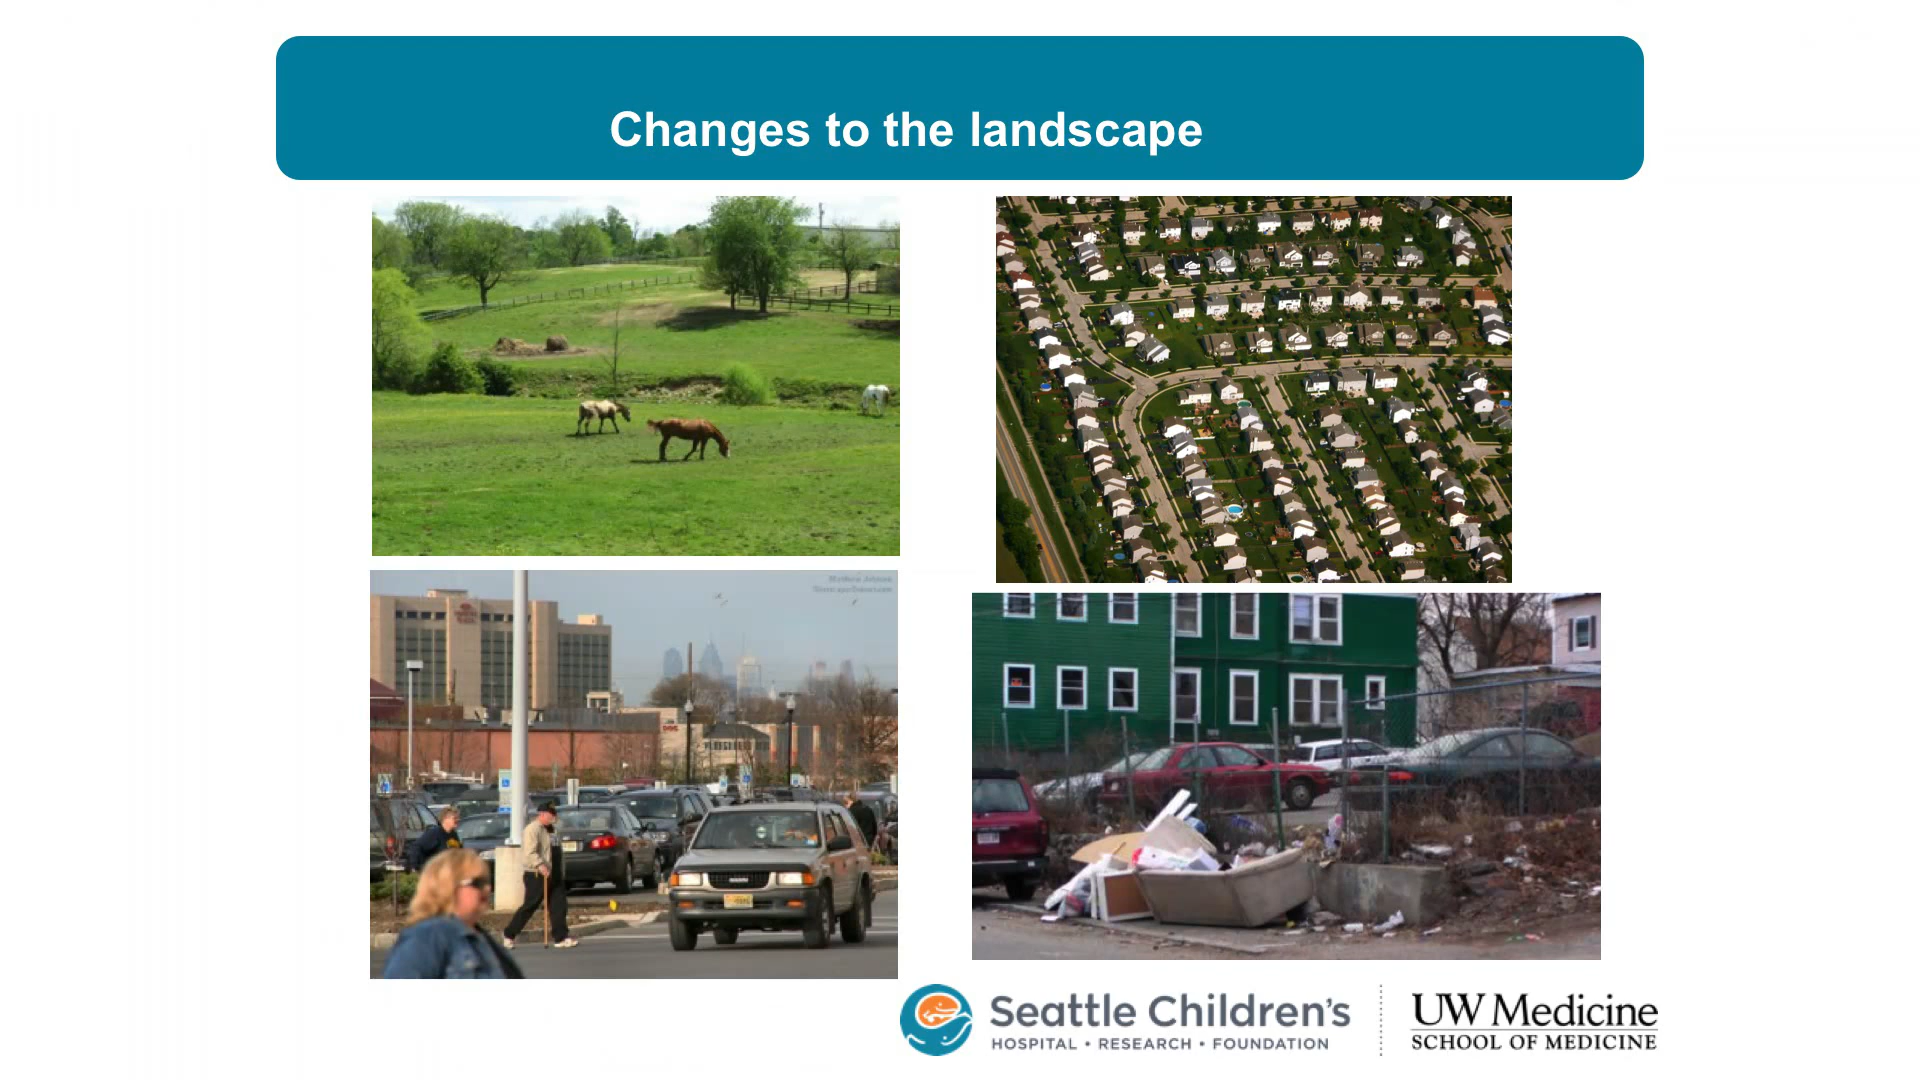 Changes to the landscape
Seattle Children's
HOSPITAL • RESEARCH • FOUNDATION
UW Medicine
SCHOOL OF MEDICINE